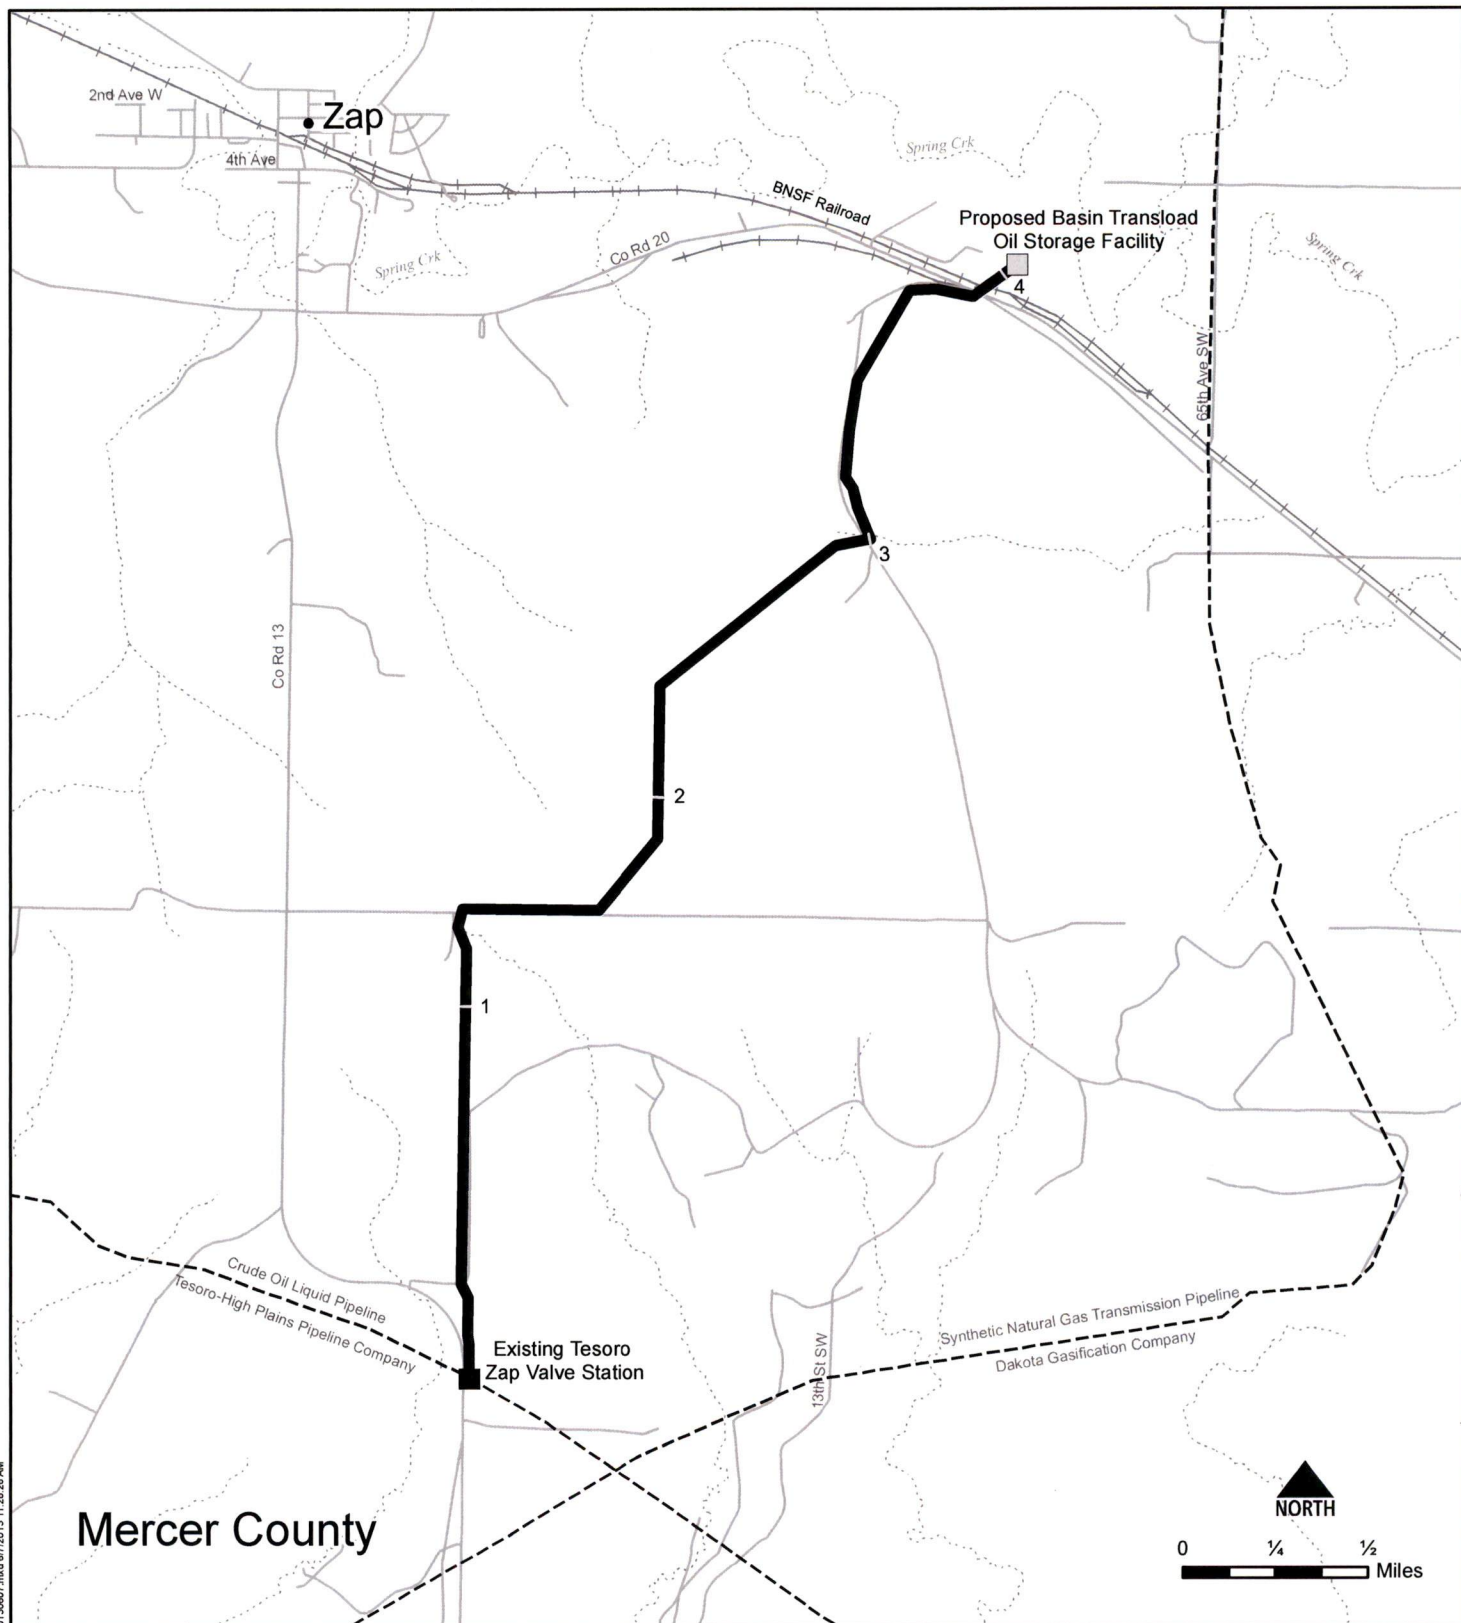 2nd Ave W
Zap
4th Ave
Spring Crk
BNSF Railroad
Proposed Basin Transload
Oil Storage Facility
Spring Crk
Co Rd 20
Spring Crk
4
65th Ave SW
3
Co Rd 13
2
1
Crude Oil Liquid Pipeline
Tesoro-High Plains Pipeline Company
Existing Tesoro
Zap Valve Station
Synthetic Natural Gas Transmission Pipeline
Dakota Gasification Company
13th St SW
NORTH
0 ¼ ½
Miles
Mercer County